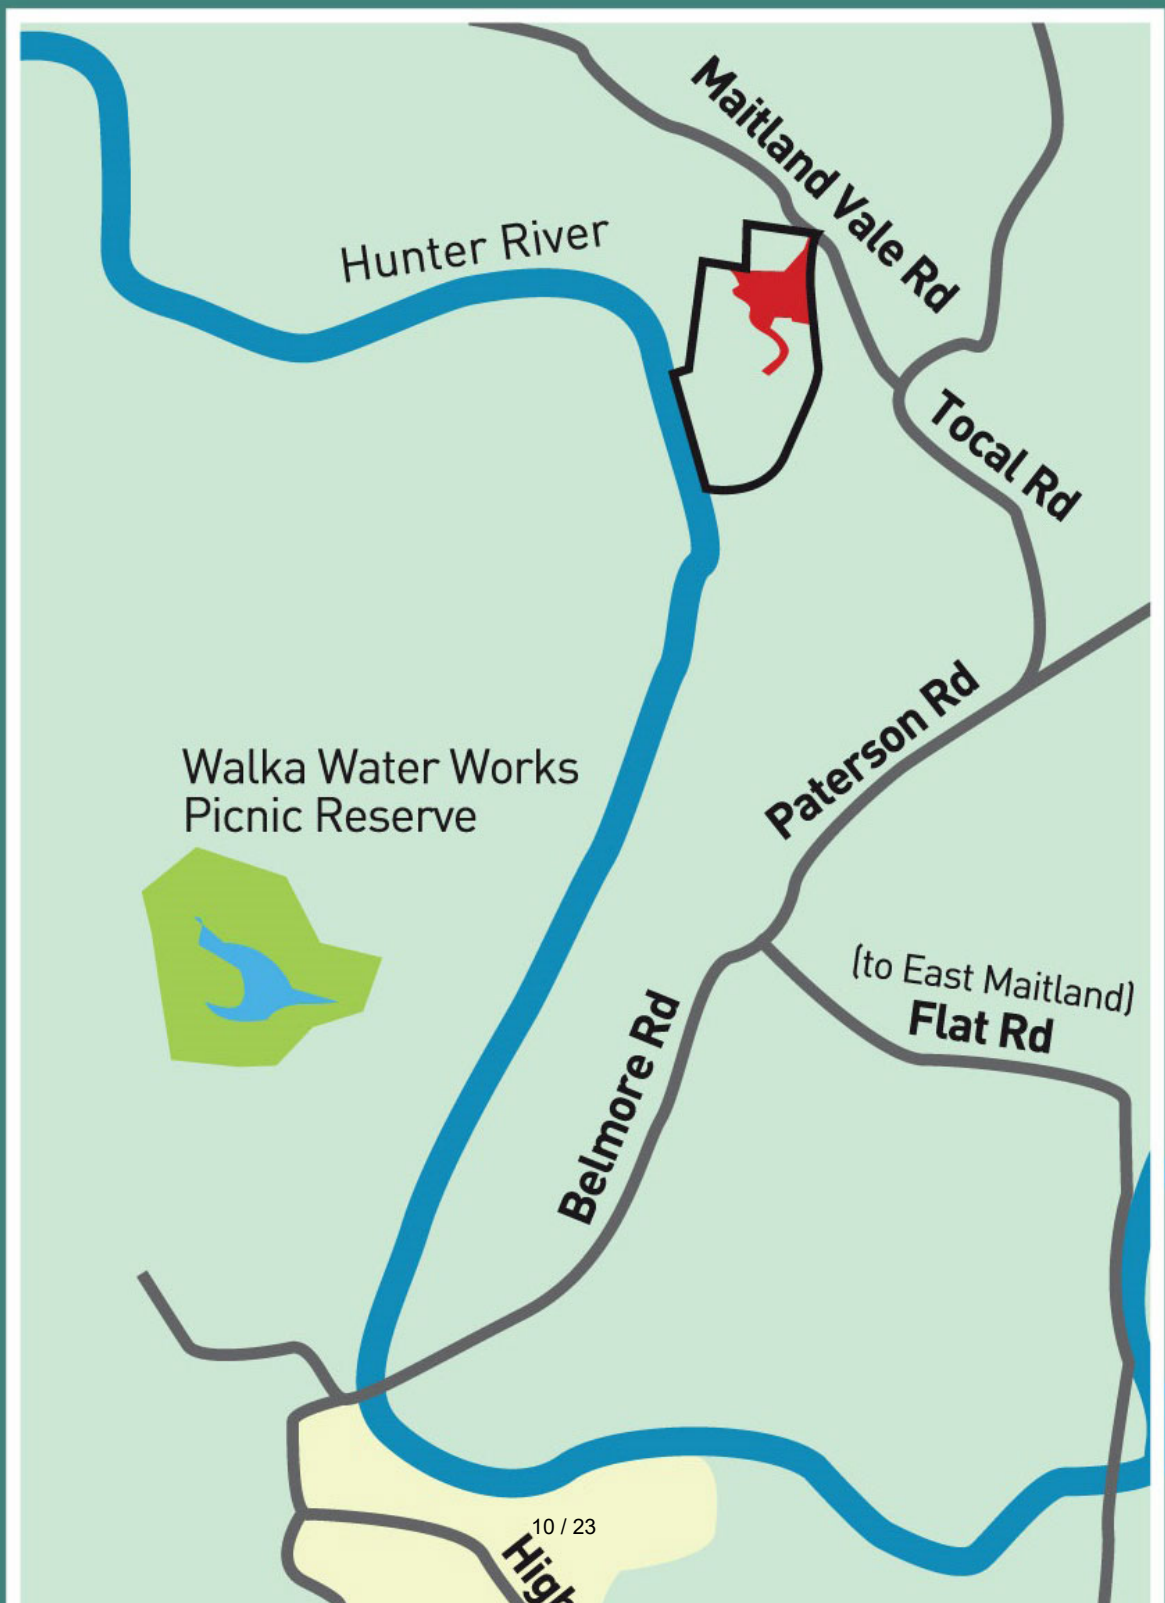 Maitland Vale Rd
Hunter River
Tocal Rd
Paterson Rd
Walka Water Works
Picnic Reserve
(to East Maitland)
Flat Rd
Belmore Rd
10 / 23
High